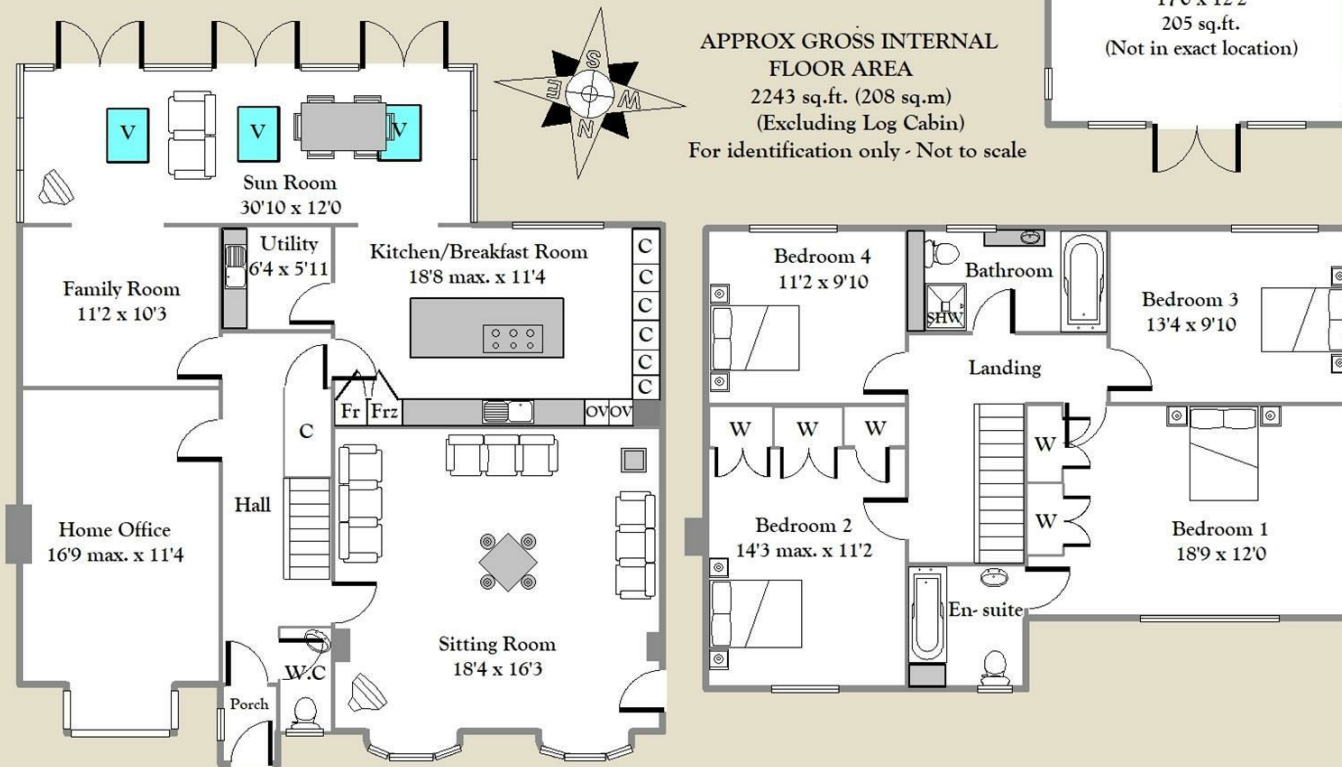 APPROX GROSS INTERNAL
FLOOR AREA
2243 sq.ft. (208 sq.m)
(Excluding Log Cabin)
For identification only - Not to scale
205 sq.ft.
(Not in exact location)
S
E
W
N
V
V
V
Sun Room
30'10 x 12'0
Family Room
11'2 x 10'3
Utility
6'4 x 5'11
Kitchen/Breakfast Room
18'8 max. x 11'4
C
C
C
C
C
C
Fr
Frz
OV
OV
C
Hall
Home Office
16'9 max. x 11'4
Sitting Room
18'4 x 16'3
W.C
Porch
Bedroom 4
11'2 x 9'10
Bathroom
SHW
Bedroom 3
13'4 x 9'10
Landing
W
W
W
W
W
Bedroom 2
14'3 max. x 11'2
Bedroom 1
18'9 x 12'0
En- suite